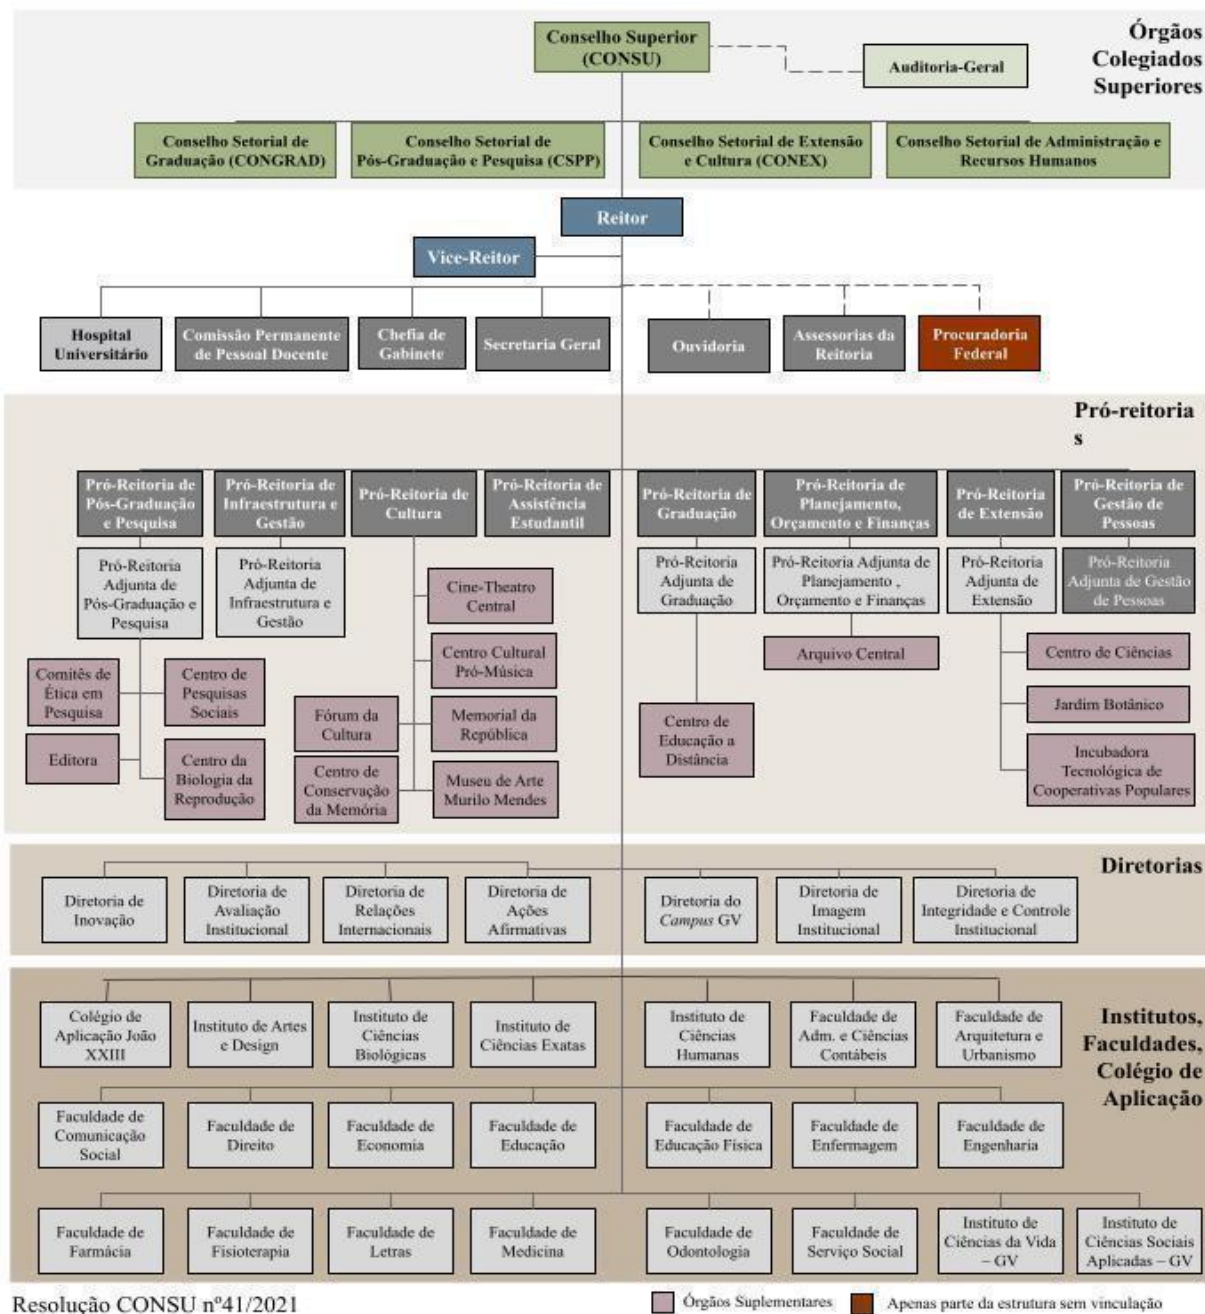 Órgãos
Colegiados
Superiores
Conselho Superior
(CONSU)
Auditoria-Geral
Conselho Setorial de
Graduação (CONGRAD)
Conselho Setorial de
Pós-Graduação e Pesquisa (CSPP)
Conselho Setorial de Extensão
e Cultura (CONEX)
Conselho Setorial de Administração e
Recursos Humanos
Reitor
Vice-Reitor
Hospital
Universitário
Comissão Permanente
de Pessoal Docente
Chefia de
Gabinete
Secretaria Geral
Ouvidoria
Assessorias da
Reitoria
Procuradoria
Federal
Pró-reitoria
s
Pró-Reitoria de
Pós-Graduação
e Pesquisa
Pró-Reitoria de
Infraestrutura e
Gestão
Pró-Reitoria de
Cultura
Pró-Reitoria de
Assistência
Estudantil
Pró-Reitoria de
Graduação
Pró-Reitoria de
Planejamento,
Orçamento e Finanças
Pró-Reitoria
de Extensão
Pró-Reitoria de
Gestão de
Pessoas
Pró-Reitoria
Adjunta de
Pós-Graduação e
Pesquisa
Pró-Reitoria
Adjunta de
Infraestrutura e
Gestão
Pró-Reitoria
Adjunta de
Graduação
Pró-Reitoria Adjunta de
Planejamento ,
Orçamento e Finanças
Pró-Reitoria
Adjunta de
Extensão
Pró-Reitoria
Adjunta de Gestão
de Pessoas
Cine-Theatro
Central
Centro Cultural
Pró-Música
Arquivo Central
Centro de Ciências
Comitês de
Ética em
Pesquisa
Centro de
Pesquisas
Sociais
Fórum da
Cultura
Memorial da
República
Centro de
Educação a
Distância
Jardim Botânico
Editora
Centro da
Biologia da
Reprodução
Centro de
Conservação
da Memória
Museu de Arte
Murilo Mendes
Incubadora
Tecnológica de
Cooperativas Populares
Diretorias
Diretoria de
Inovação
Diretoria de
Avaliação
Institucional
Diretoria de
Relações
Internacionais
Diretoria de
Ações
Afirmativas
Diretoria do
Campus GV
Diretoria de
Imagem
Institucional
Diretoria de
Integridade e Controle
Institucional
Institutos,
Faculdades,
Colégio de
Aplicação
Colégio de
Aplicação João
XXIII
Instituto de Artes
e Design
Instituto de
Ciências
Biológicas
Instituto de
Ciências Exatas
Instituto de
Ciências
Humanas
Faculdade de
Adm. e Ciências
Contábeis
Faculdade de
Arquitetura e
Urbanismo
Faculdade de
Comunicação
Social
Faculdade de
Direito
Faculdade de
Economia
Faculdade de
Educação
Faculdade de
Educação Física
Faculdade de
Enfermagem
Faculdade de
Engenharia
Faculdade de
Farmácia
Faculdade de
Fisioterapia
Faculdade de
Letras
Faculdade de
Medicina
Faculdade de
Odontologia
Faculdade de
Serviço Social
Instituto de
Ciências da Vida
– GV
Instituto de
Ciências Sociais
Aplicadas – GV
Resolução CONSU nº41/2021
Órgãos Suplementares
Apenas parte da estrutura sem vinculação